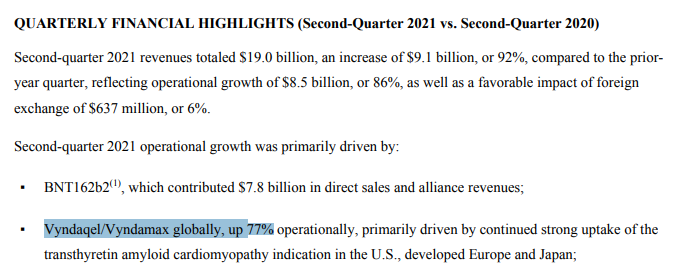 QUARTERLY FINANCIAL HIGHLIGHTS (Second-Quarter 2021 vs. Second-Quarter 2020)
Second-quarter 2021 revenues totaled $19.0 billion, an increase of $9.1 billion, or 92%, compared to the prior-
year quarter, reflecting operational growth of $8.5 billion, or 86%, as well as a favorable impact of foreign
exchange of $637 million, or 6%.
Second-quarter 2021 operational growth was primarily driven by:
▪ BNT162b2(1), which contributed $7.8 billion in direct sales and alliance revenues;
▪ Vyndaqel/Vyndamax globally, up 77% operationally, primarily driven by continued strong uptake of the
transthyretin amyloid cardiomyopathy indication in the U.S., developed Europe and Japan;